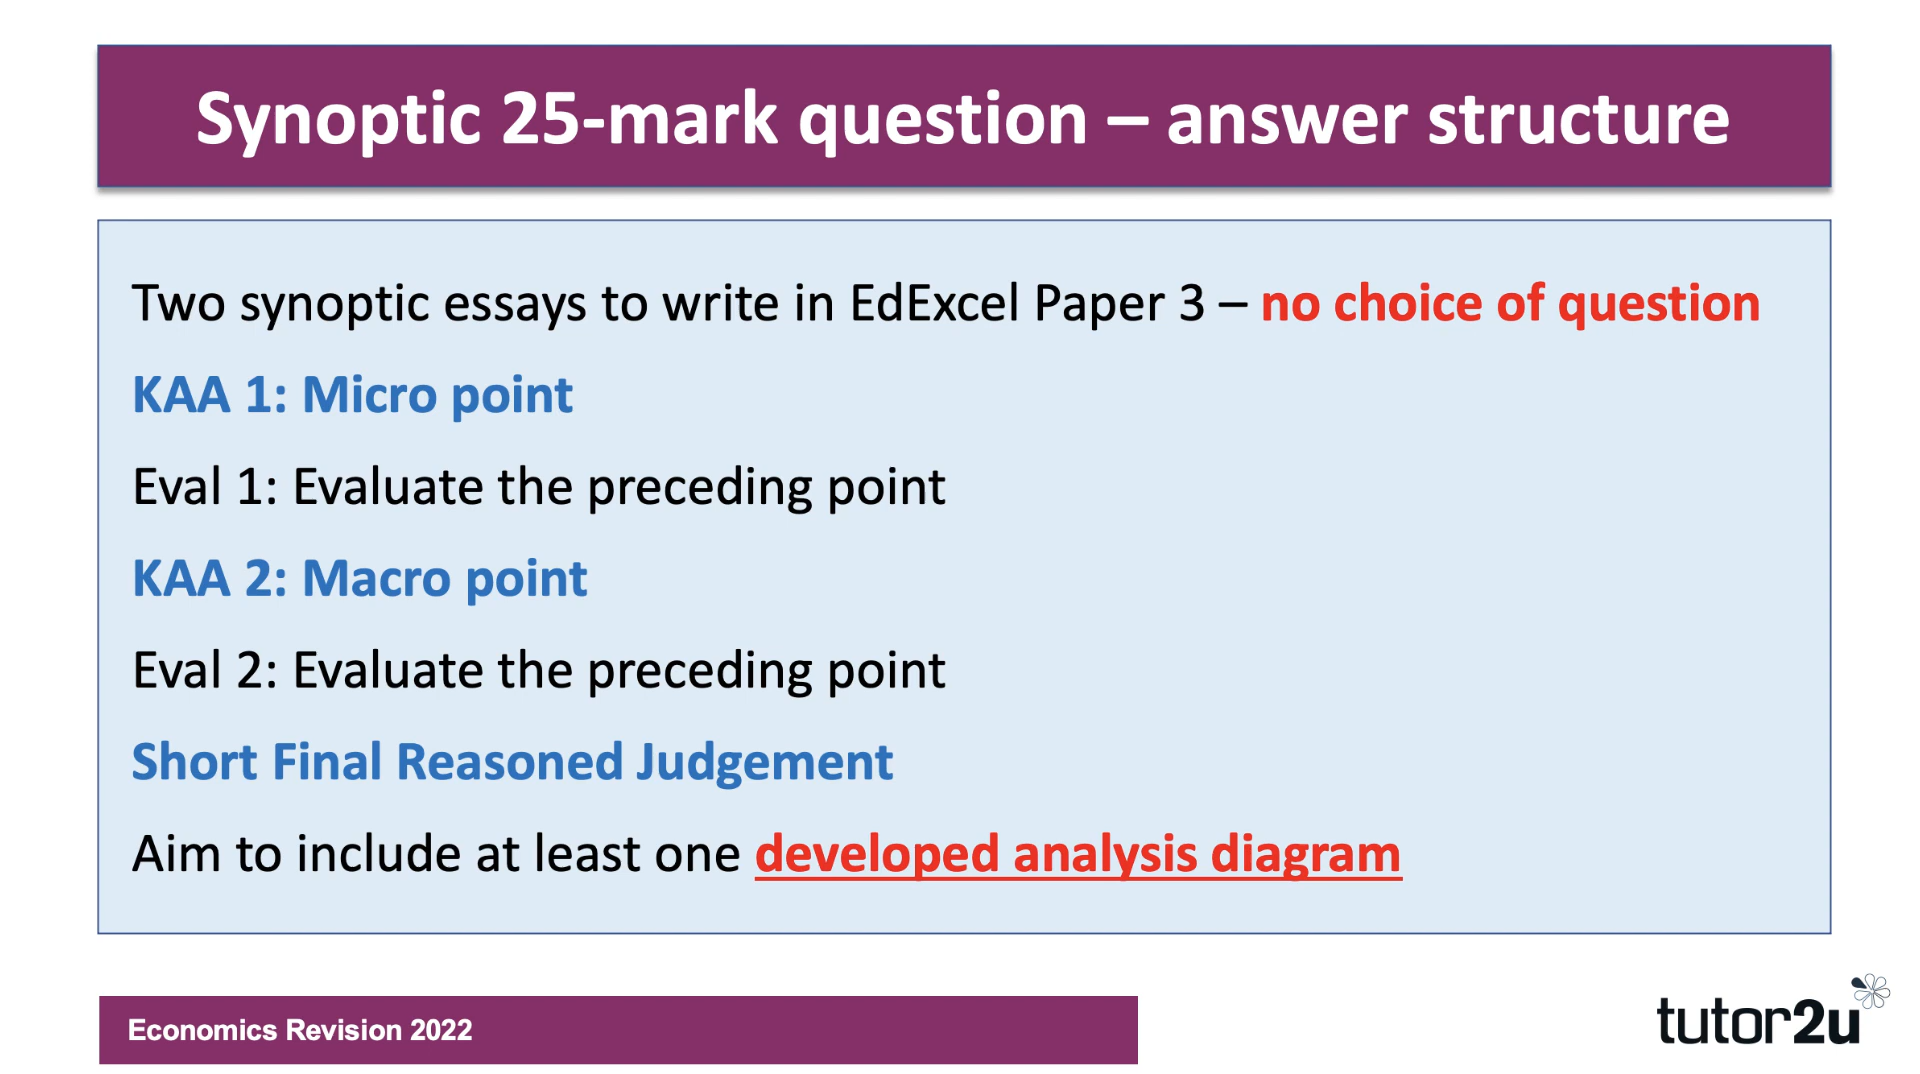 Synoptic 25-mark question – answer structure
Two synoptic essays to write in EdExcel Paper 3 – no choice of question
KAA 1: Micro point
Eval 1: Evaluate the preceding point
KAA 2: Macro point
Eval 2: Evaluate the preceding point
Short Final Reasoned Judgement
Aim to include at least one developed analysis diagram
Economics Revision 2022
tutor2u